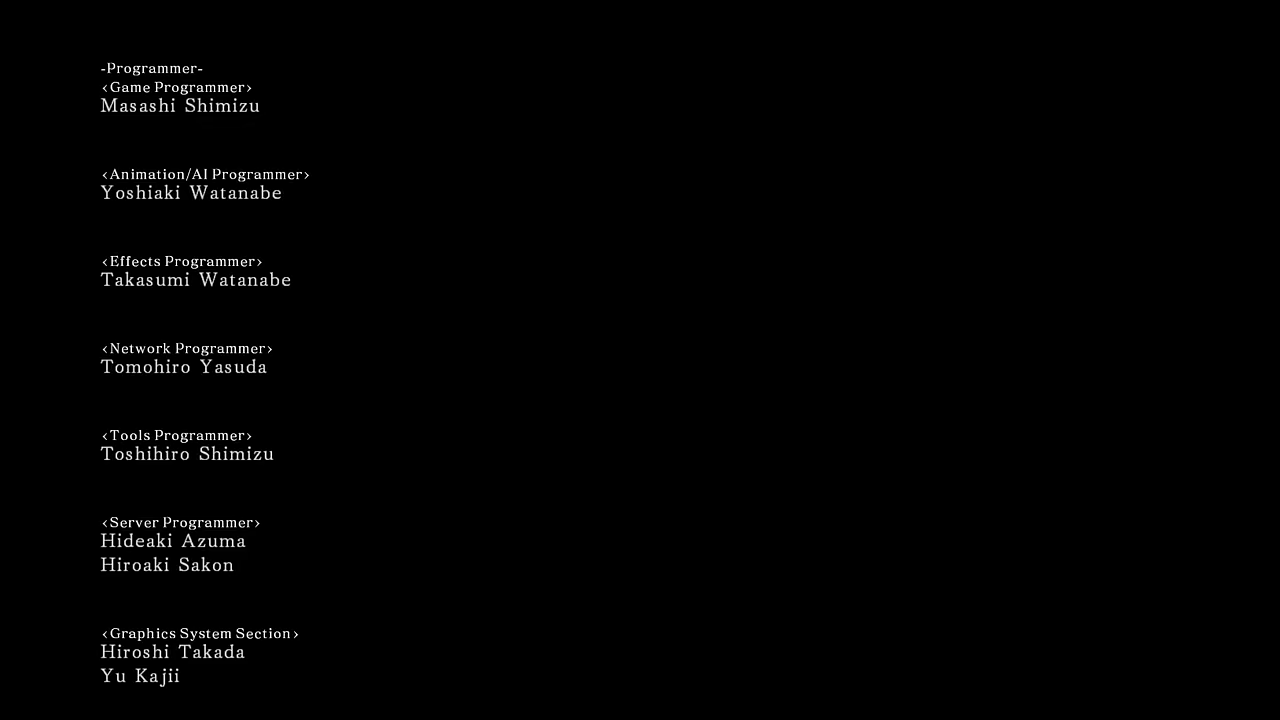 -Programmer-
‹Game Programmer›
Masashi Shimizu
‹Animation/AI Programmer›
Yoshiaki Watanabe
‹Effects Programmer›
Takasumi Watanabe
‹Network Programmer›
Tomohiro Yasuda
‹Tools Programmer›
Toshihiro Shimizu
‹Server Programmer›
Hideaki Azuma
Hiroaki Sakon
‹Graphics System Section›
Hiroshi Takada
Yu Kajii